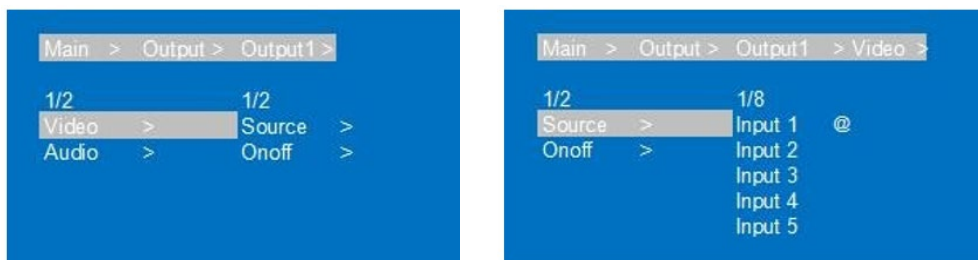 Main > Output > Output1 >
1/2 1/2
Video > Source >
Audio > Onoff >
Main > Output > Output1 > Video >
1/2 1/8
Source > Input 1 @
Onoff > Input 2
Input 3
Input 4
Input 5